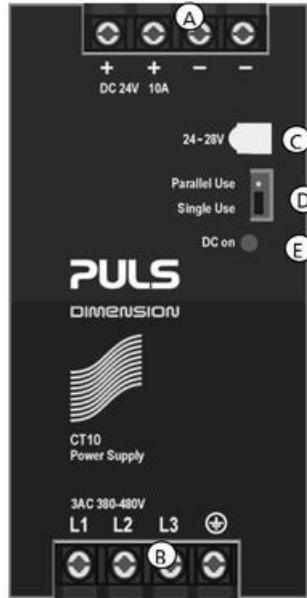 A
+ + – –
DC 24V 10A
24–28V C
Parallel Use
D
Single Use
DC on E
PULS
DIMENSION
CT10
Power Supply
3AC 380-480V
L1 L2 L3
B